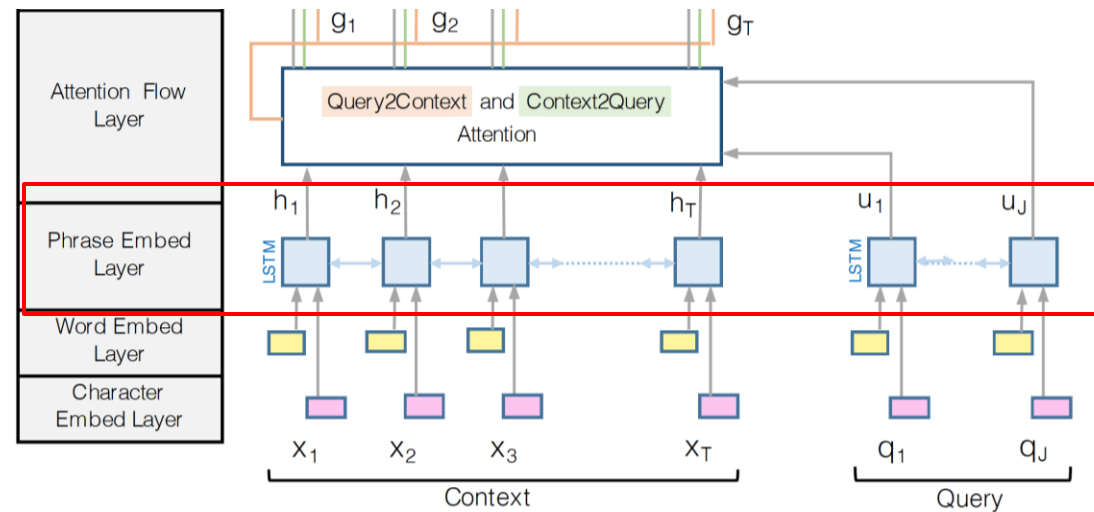 g1 g2 gT
Attention Flow
Layer
Query2Context and Context2Query
Attention
h1 h2 hT u1 uJ
Phrase Embed
Layer
LSTM LSTM
Word Embed
Layer
Character
Embed Layer
x1 x2 x3 xT q1 qJ
Context Query